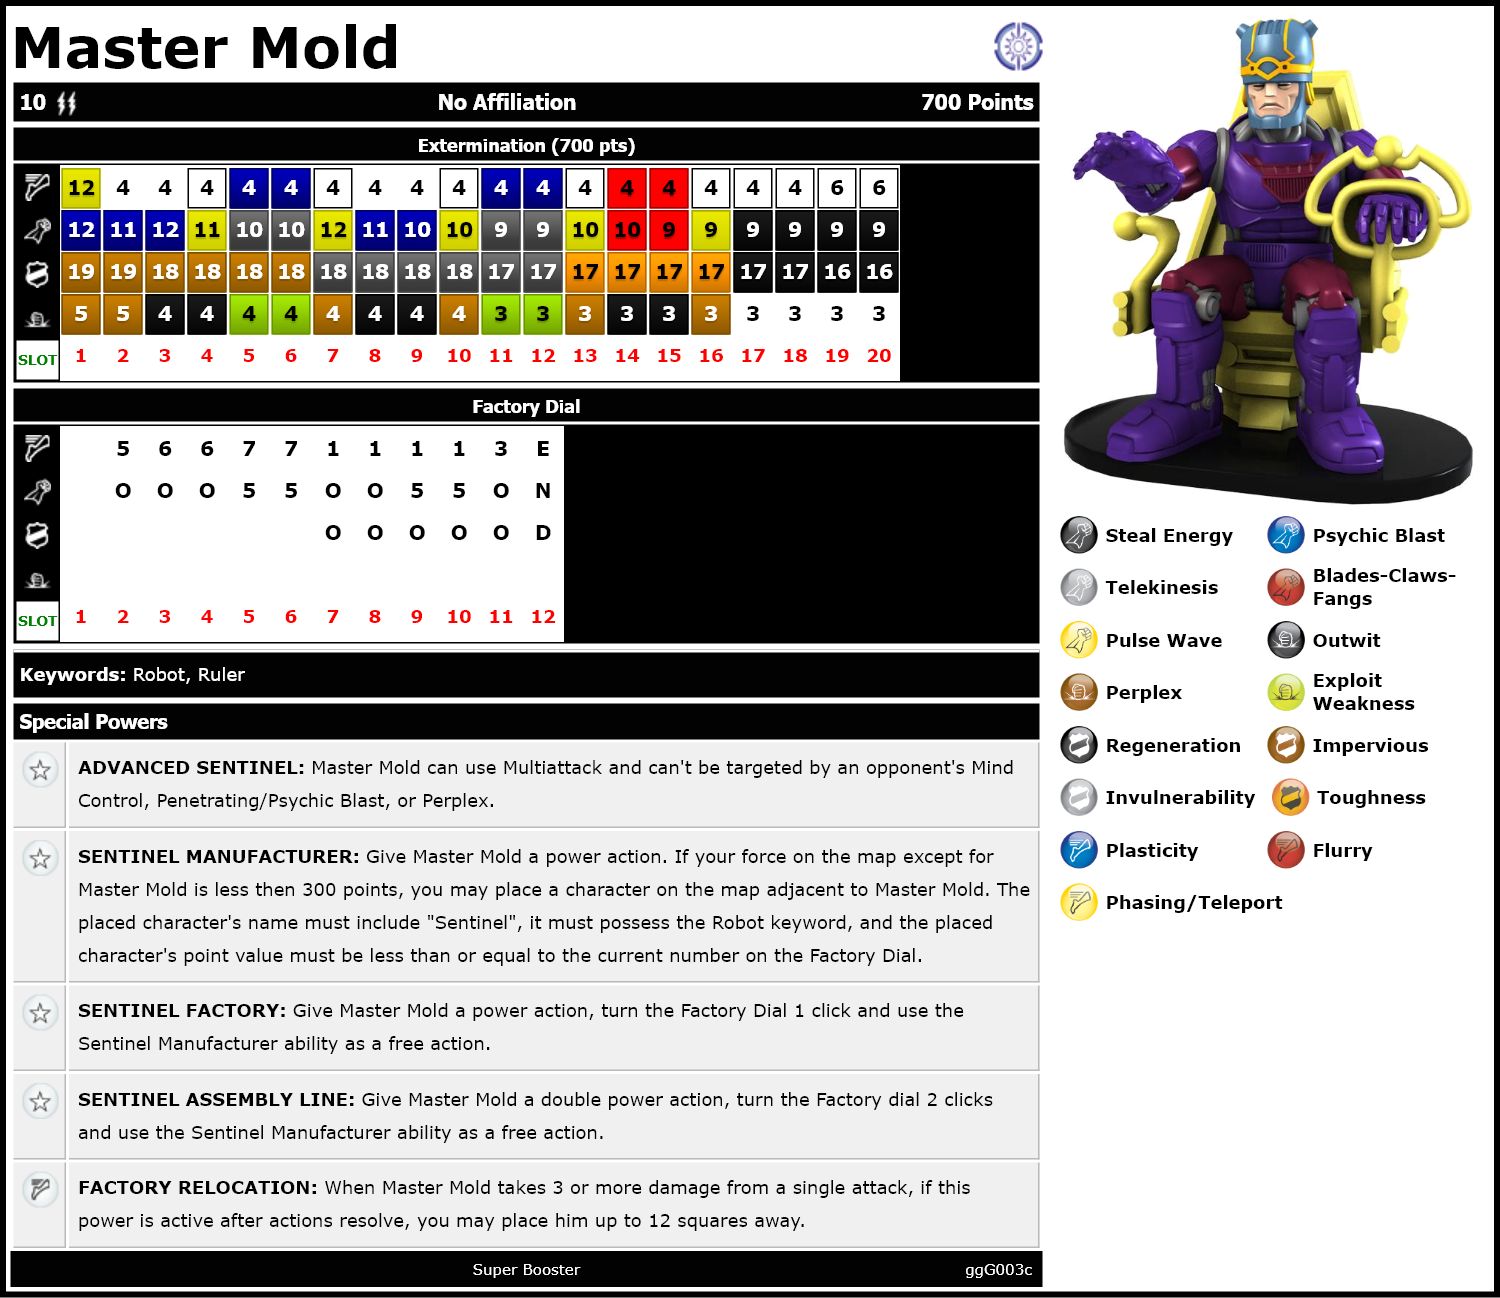 Master Mold
10 No Affiliation 700 Points
Extermination (700 pts)
12 4 4 4 4 4 4 4 4 4 4 4 4 4 4 4 4 4 6 6
12 11 12 11 10 10 12 11 10 10 9 9 10 10 9 9 9 9 9 9
19 19 18 18 18 18 18 18 18 18 17 17 17 17 17 17 17 17 16 16
5 5 4 4 4 4 4 4 4 4 3 3 3 3 3 3 3 3 3 3
SLOT 1 2 3 4 5 6 7 8 9 10 11 12 13 14 15 16 17 18 19 20
Factory Dial
5 6 6 7 7 1 1 1 1 3 E
O O O 5 5 O O 5 5 O N
O O O O O D
SLOT 1 2 3 4 5 6 7 8 9 10 11 12
Keywords: Robot, Ruler
Special Powers
ADVANCED SENTINEL: Master Mold can use Multiattack and can't be targeted by an opponent's Mind
Control, Penetrating/Psychic Blast, or Perplex.
SENTINEL MANUFACTURER: Give Master Mold a power action. If your force on the map except for
Master Mold is less then 300 points, you may place a character on the map adjacent to Master Mold. The
placed character's name must include "Sentinel", it must possess the Robot keyword, and the placed
character's point value must be less than or equal to the current number on the Factory Dial.
SENTINEL FACTORY: Give Master Mold a power action, turn the Factory Dial 1 click and use the
Sentinel Manufacturer ability as a free action.
SENTINEL ASSEMBLY LINE: Give Master Mold a double power action, turn the Factory dial 2 clicks
and use the Sentinel Manufacturer ability as a free action.
FACTORY RELOCATION: When Master Mold takes 3 or more damage from a single attack, if this
power is active after actions resolve, you may place him up to 12 squares away.
Super Booster ggG003c
Steal Energy Psychic Blast
Telekinesis Blades-Claws-
Fangs
Pulse Wave Outwit
Perplex Exploit
Weakness
Regeneration Impervious
Invulnerability Toughness
Plasticity Flurry
Phasing/Teleport